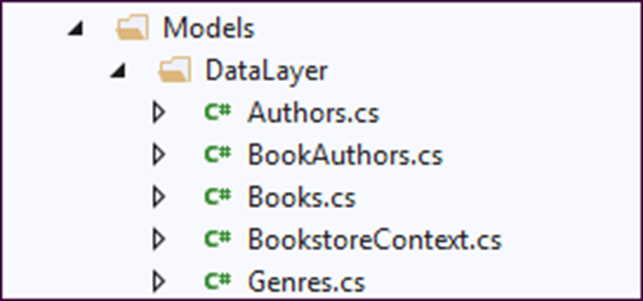 Models
DataLayer
C# Authors.cs
C# BookAuthors.cs
C# Books.cs
C# BookstoreContext.cs
C# Genres.cs